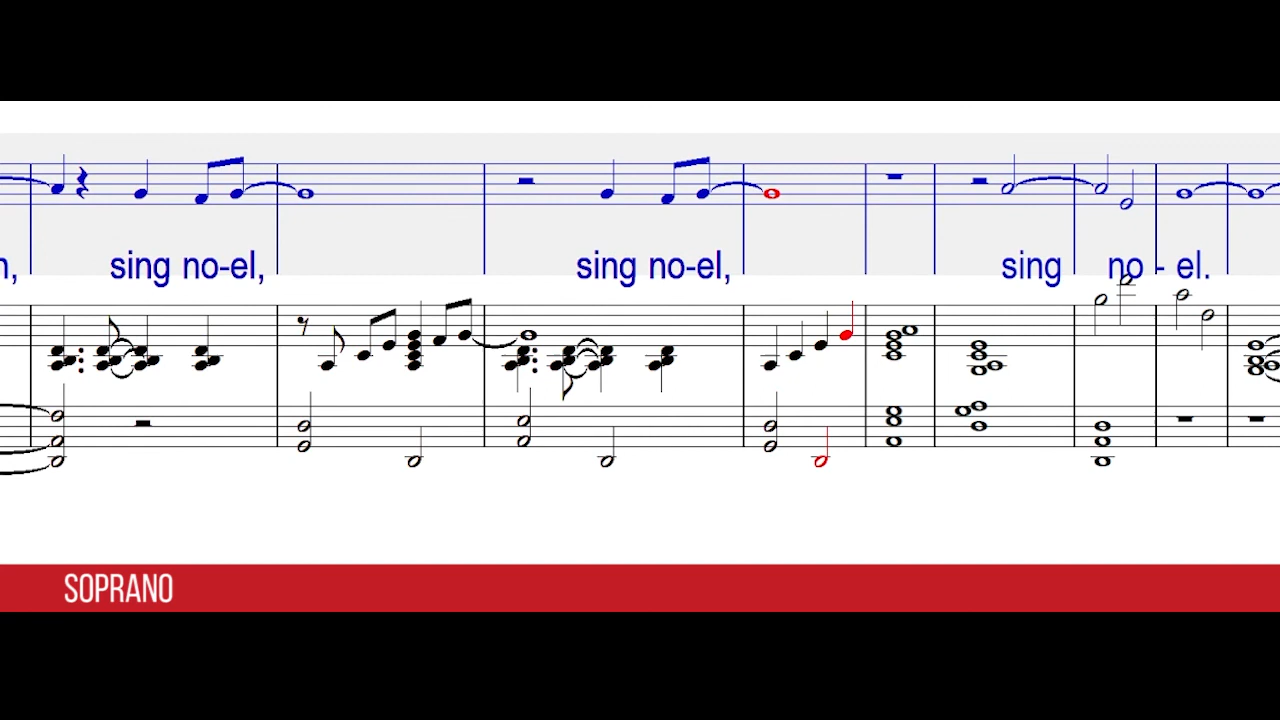 n, sing no-el, sing no-el, sing no - el.
SOPRANO